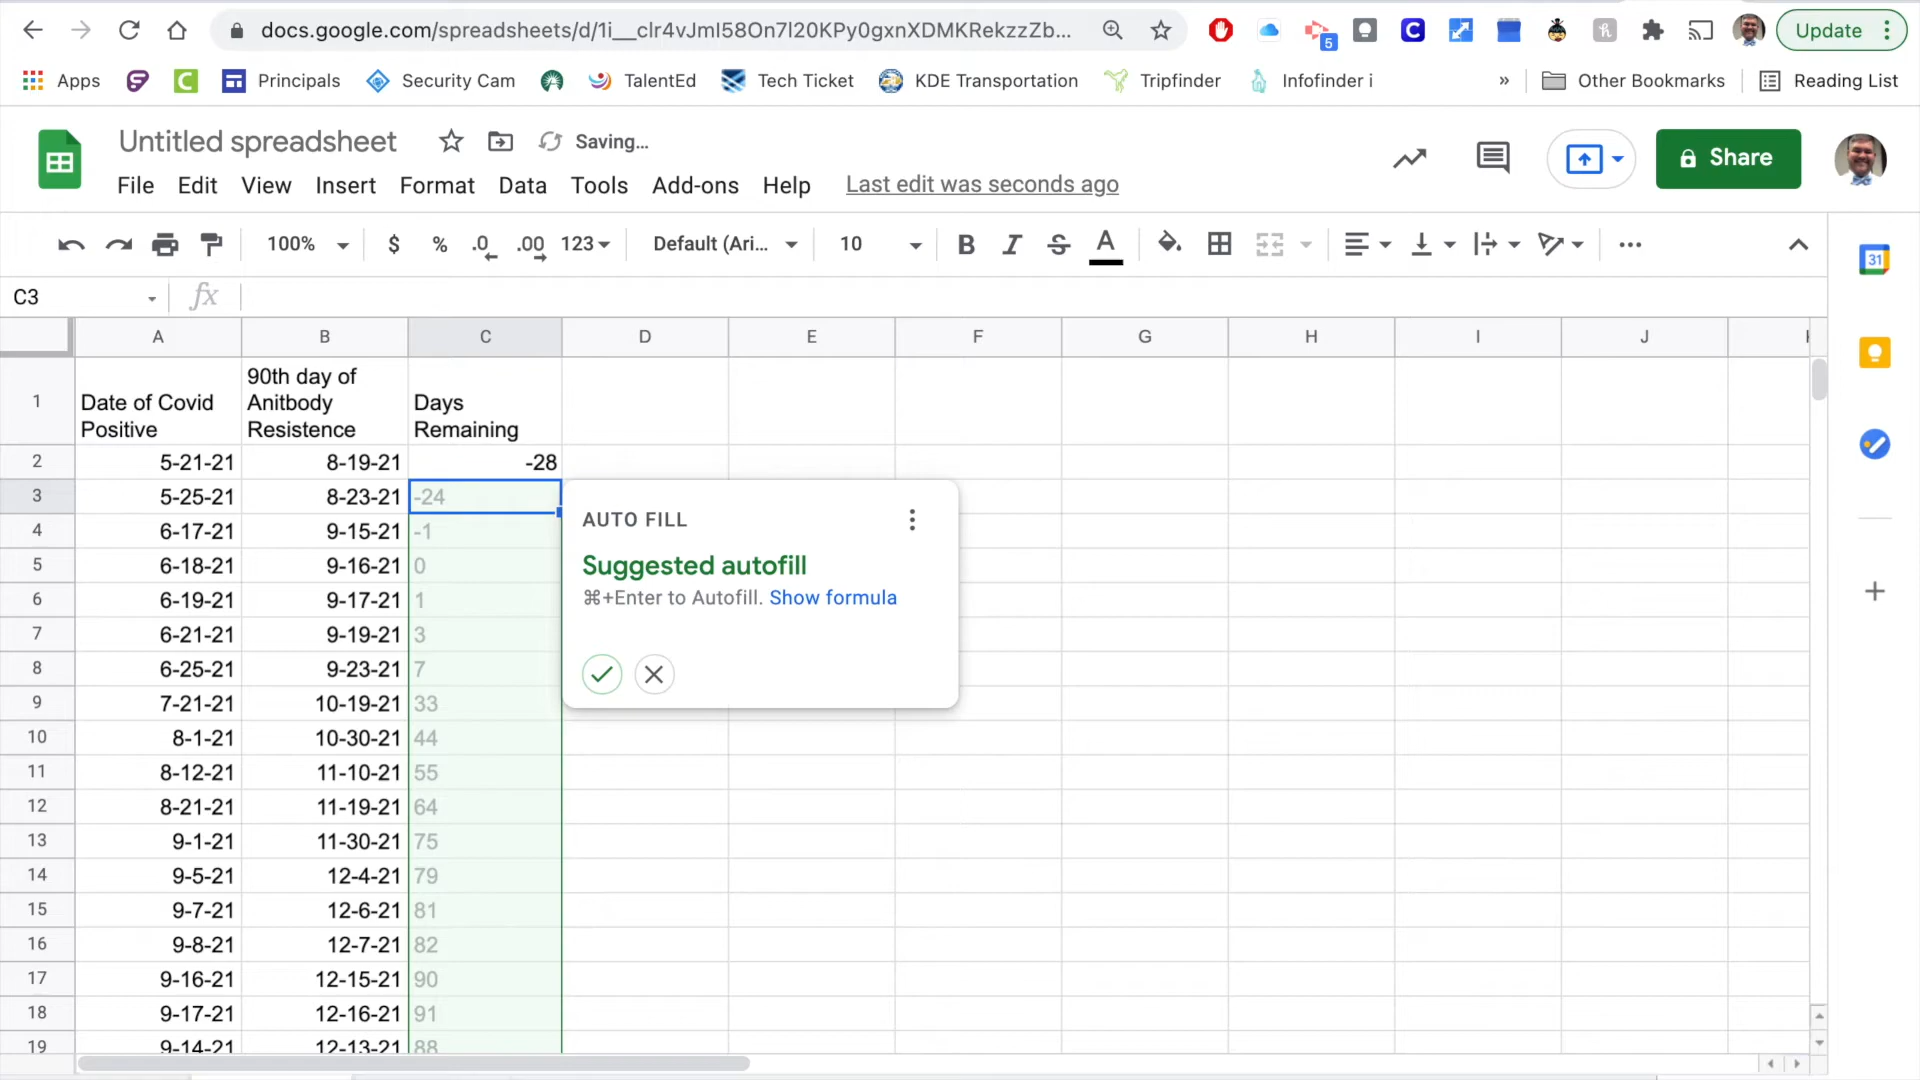 docs.google.com/spreadsheets/d/1i__clr4vJmI58On7l20KPy0gxnXDMKRekzzZb...
5
Update
Apps
Principals
Security Cam
TalentEd
Tech Ticket
KDE Transportation
Tripfinder
Infofinder i
»
Other Bookmarks
Reading List
Untitled spreadsheet
Saving...
File Edit View Insert Format Data Tools Add-ons Help
Last edit was seconds ago
Share
100% $ % .0 .00 123
Default (Ari...
10
B I S A
31
C3
fx
A B C D E F G H I J
1 Date of Covid Positive
90th day of Anitbody Resistence
Days Remaining
2 5-21-21 8-19-21 -28
3 5-25-21 8-23-21 -24
4 6-17-21 9-15-21 -1
5 6-18-21 9-16-21 0
6 6-19-21 9-17-21 1
7 6-21-21 9-19-21 3
8 6-25-21 9-23-21 7
9 7-21-21 10-19-21 33
10 8-1-21 10-30-21 44
11 8-12-21 11-10-21 55
12 8-21-21 11-19-21 64
13 9-1-21 11-30-21 75
14 9-5-21 12-4-21 79
15 9-7-21 12-6-21 81
16 9-8-21 12-7-21 82
17 9-16-21 12-15-21 90
18 9-17-21 12-16-21 91
19 9-14-21 12-13-21 88
AUTO FILL
Suggested autofill
⌘+Enter to Autofill. Show formula